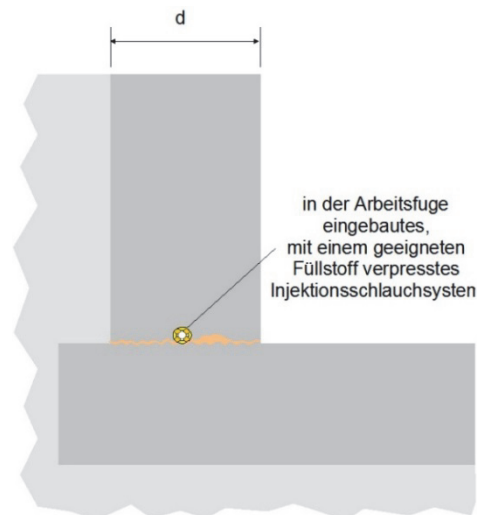 d
in der Arbeitsfuge
eingebautes,
mit einem geeigneten
Füllstoff verpresstes
Injektionsschlauchsysten